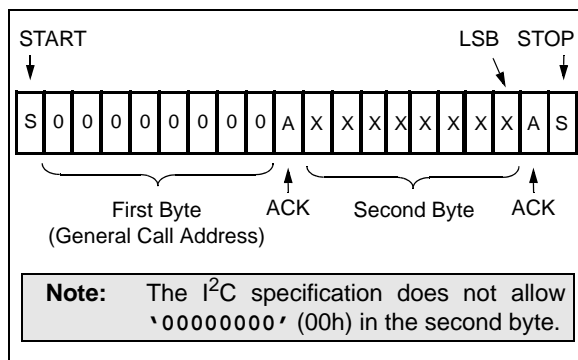 START LSB STOP
S 0 0 0 0 0 0 0 0 A X X X X X X X X A S
First Byte ACK Second Byte ACK
(General Call Address)
Note: The I²C specification does not allow
‘00000000’ (00h) in the second byte.